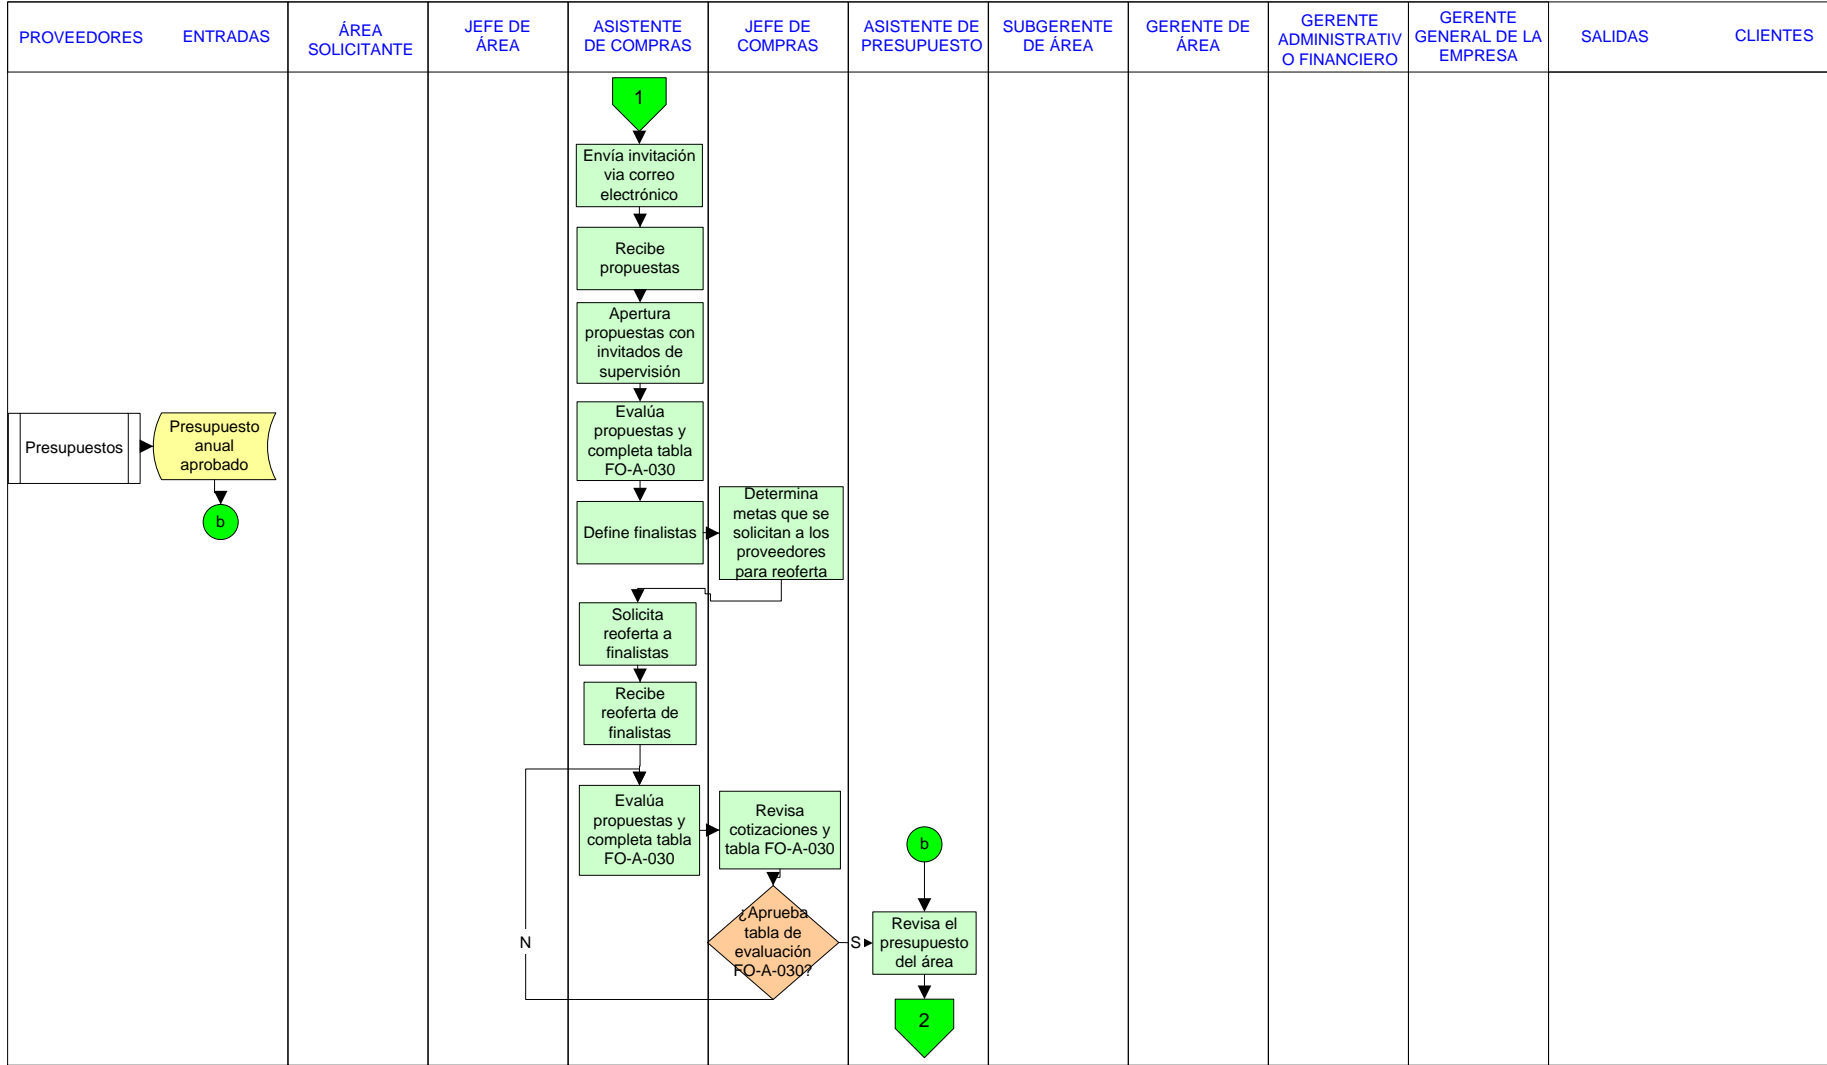 PROVEEDORES
ENTRADAS
ÁREA
SOLICITANTE
JEFE DE
ÁREA
ASISTENTE
DE COMPRAS
JEFE DE
COMPRAS
ASISTENTE DE
PRESUPUESTO
SUBGERENTE
DE ÁREA
GERENTE DE
ÁREA
GERENTE
ADMINISTRATIV
O FINANCIERO
GERENTE
GENERAL DE LA
EMPRESA
SALIDAS
CLIENTES
1
Envía invitación
via correo
electrónico
Recibe
propuestas
Apertura
propuestas con
invitados de
supervisión
Presupuestos
Presupuesto
anual
aprobado
b
Evalúa
propuestas y
completa tabla
FO-A-030
Define finalistas
Determina
metas que se
solicitan a los
proveedores
para reoferta
Solicita
reoferta a
finalistas
Recibe
reoferta de
finalistas
Evalúa
propuestas y
completa tabla
FO-A-030
Revisa
cotizaciones y
tabla FO-A-030
b
¿Aprueba
tabla de
evaluación
FO-A-030?
N
S
Revisa el
presupuesto
del área
2